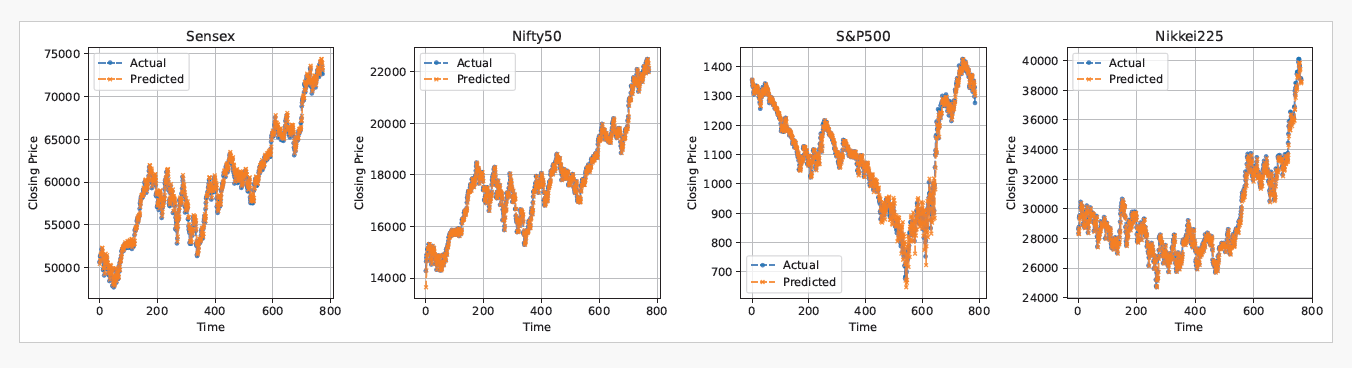 Sensex
Closing Price
75000
70000
65000
60000
55000
50000
Actual
Predicted
0 200 400 600 800
Time
Nifty50
Closing Price
22000
20000
18000
16000
14000
Actual
Predicted
0 200 400 600 800
Time
S&P500
Closing Price
1400
1300
1200
1100
1000
900
800
700
Actual
Predicted
0 200 400 600 800
Time
Nikkei225
Closing Price
40000
38000
36000
34000
32000
30000
28000
26000
24000
Actual
Predicted
0 200 400 600 800
Time